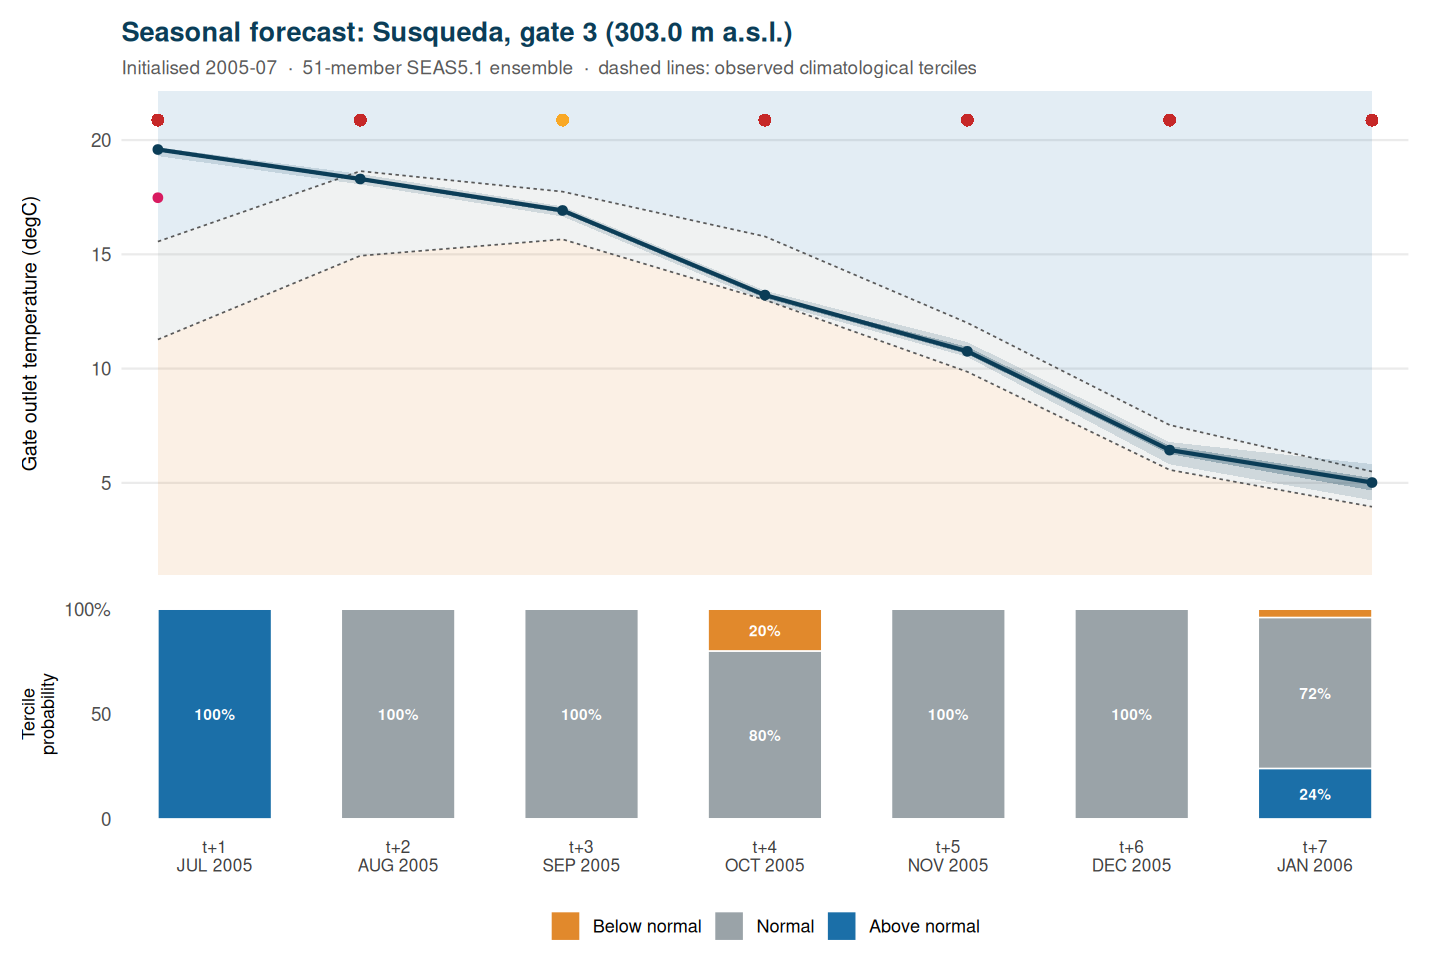 Seasonal forecast: Susqueda, gate 3 (303.0 m a.s.l.)
Initialised 2005-07 · 51-member SEAS5.1 ensemble · dashed lines: observed climatological terciles
Gate outlet temperature (degC)
20
15
10
5
Tercile
probability
100%
50
0
100%
100%
100%
20%
80%
100%
100%
72%
24%
t+1
JUL 2005
t+2
AUG 2005
t+3
SEP 2005
t+4
OCT 2005
t+5
NOV 2005
t+6
DEC 2005
t+7
JAN 2006
Below normal
Normal
Above normal